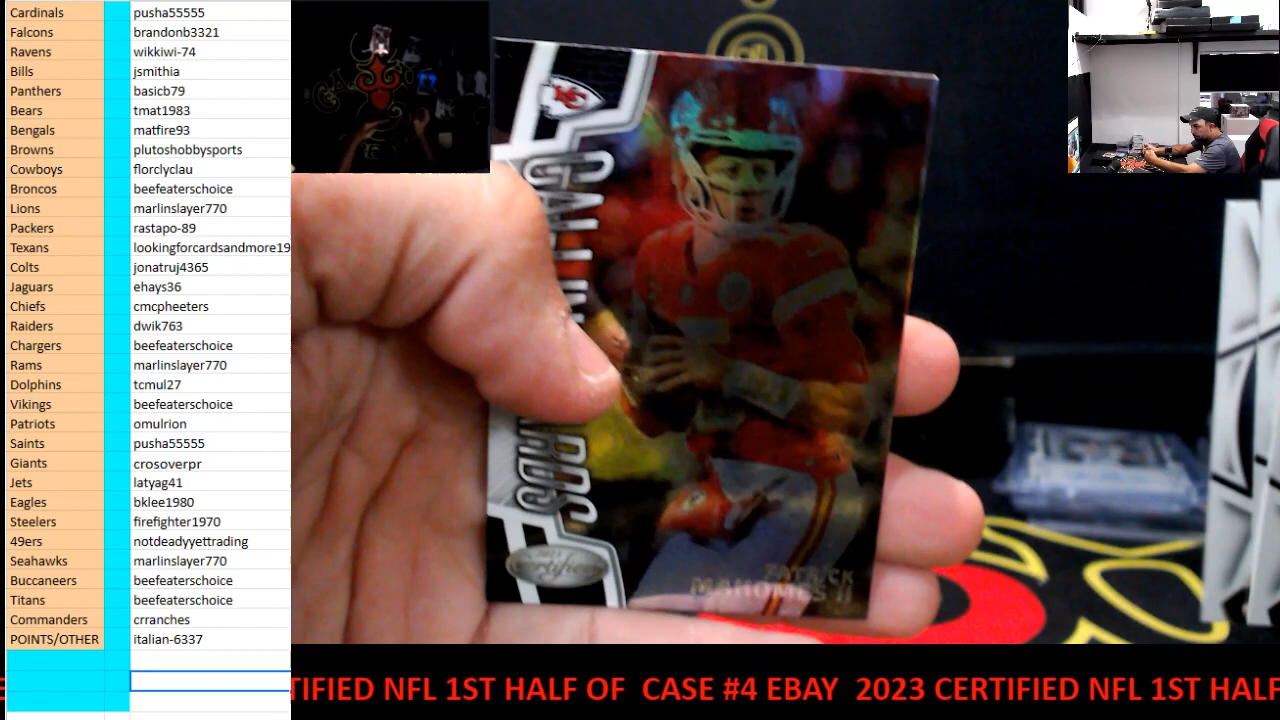 Cardinals pusha55555
Falcons brandonb3321
Ravens wikkiwi-74
Bills jsmithia
Panthers basicb79
Bears tmat1983
Bengals matfire93
Browns plutoshobbysports
Cowboys florclyclau
Broncos beefeaterschoice
Lions marlinslayer770
Packers rastapo-89
Texans lookingforcardsandmore19
Colts jonatruj4365
Jaguars ehays36
Chiefs cmcpheeters
Raiders dwik763
Chargers beefeaterschoice
Rams marlinslayer770
Dolphins tcmul27
Vikings beefeaterschoice
Patriots omulrion
Saints pusha55555
Giants crosoverpr
Jets latyag41
Eagles bklee1980
Steelers firefighter1970
49ers notdeadyyettrading
Seahawks marlinslayer770
Buccaneers beefeaterschoice
Titans beefeaterschoice
Commanders crranches
POINTS/OTHER italian-6337
KC
Certified
PATRICK
MAHOMES II
TIFIED NFL 1ST HALF OF CASE #4 EBAY 2023 CERTIFIED NFL 1ST HALF